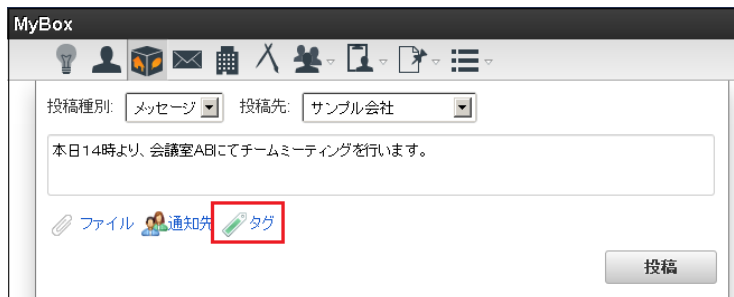 MyBox
投稿種別: メッセージ 投稿先: サンプル会社
本日14時より、会議室ABにてチームミーティングを行います。
ファイル 通知先 タグ
投稿